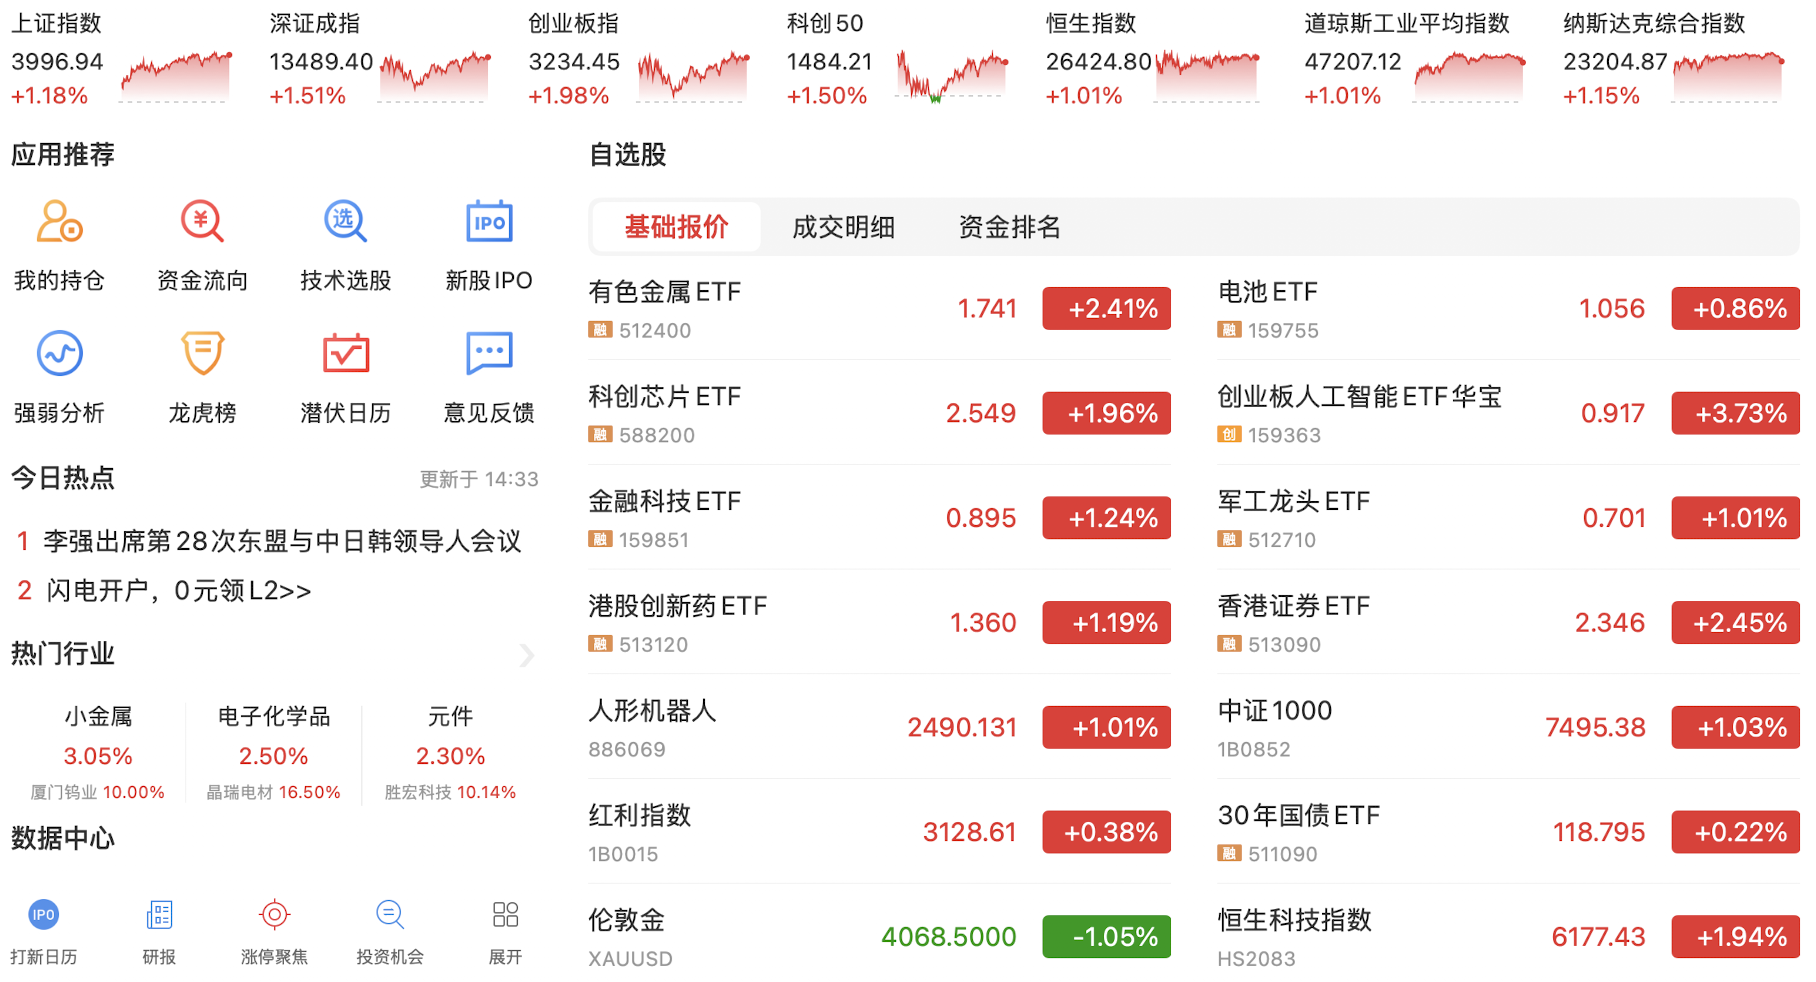 上证指数
3996.94
+1.18%
深证成指
13489.40
+1.51%
创业板指
3234.45
+1.98%
科创50
1484.21
+1.50%
恒生指数
26424.80
+1.01%
道琼斯工业平均指数
47207.12
+1.01%
纳斯达克综合指数
23204.87
+1.15%
应用推荐
¥
选
IPO
我的持仓
资金流向
技术选股
新股IPO
强弱分析
龙虎榜
潜伏日历
意见反馈
今日热点
更新于 14:33
1 李强出席第28次东盟与中日韩领导人会议
2 闪电开户，0元领L2>>
热门行业
小金属
3.05%
厦门钨业 10.00%
电子化学品
2.50%
晶瑞电材 16.50%
元件
2.30%
胜宏科技 10.14%
数据中心
IPO
打新日历
研报
涨停聚焦
投资机会
展开
自选股
基础报价
成交明细
资金排名
有色金属ETF
融 512400
1.741
+2.41%
电池ETF
融 159755
1.056
+0.86%
科创芯片ETF
融 588200
2.549
+1.96%
创业板人工智能ETF华宝
创 159363
0.917
+3.73%
金融科技ETF
融 159851
0.895
+1.24%
军工龙头ETF
融 512710
0.701
+1.01%
港股创新药ETF
融 513120
1.360
+1.19%
香港证券ETF
融 513090
2.346
+2.45%
人形机器人
886069
2490.131
+1.01%
中证1000
1B0852
7495.38
+1.03%
红利指数
1B0015
3128.61
+0.38%
30年国债ETF
融 511090
118.795
+0.22%
伦敦金
XAUUSD
4068.5000
-1.05%
恒生科技指数
HS2083
6177.43
+1.94%